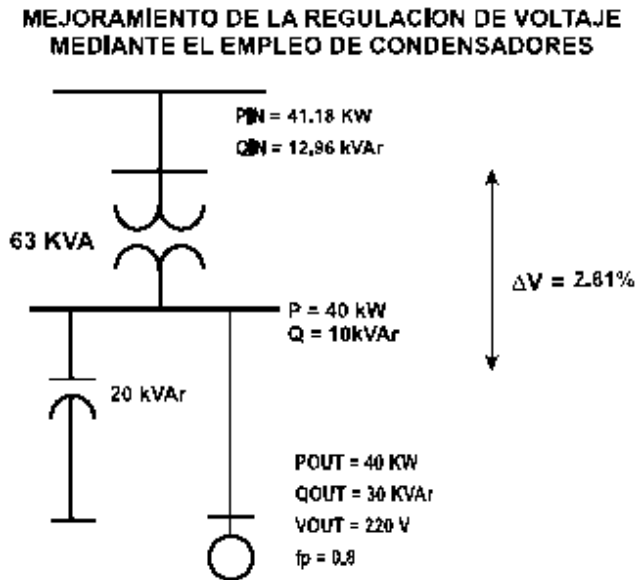 MEJORAMIENTO DE LA REGULACION DE VOLTAJE
MEDIANTE EL EMPLEO DE CONDENSADORES
PIN = 41.18 KW
QIN = 12,96 kVAr
63 KVA
ΔV = 2.81%
P = 40 kW
Q = 10kVAr
20 kVAr
POUT = 40 KW
QOUT = 30 KVAr
VOUT = 220 V
fp = 0.8